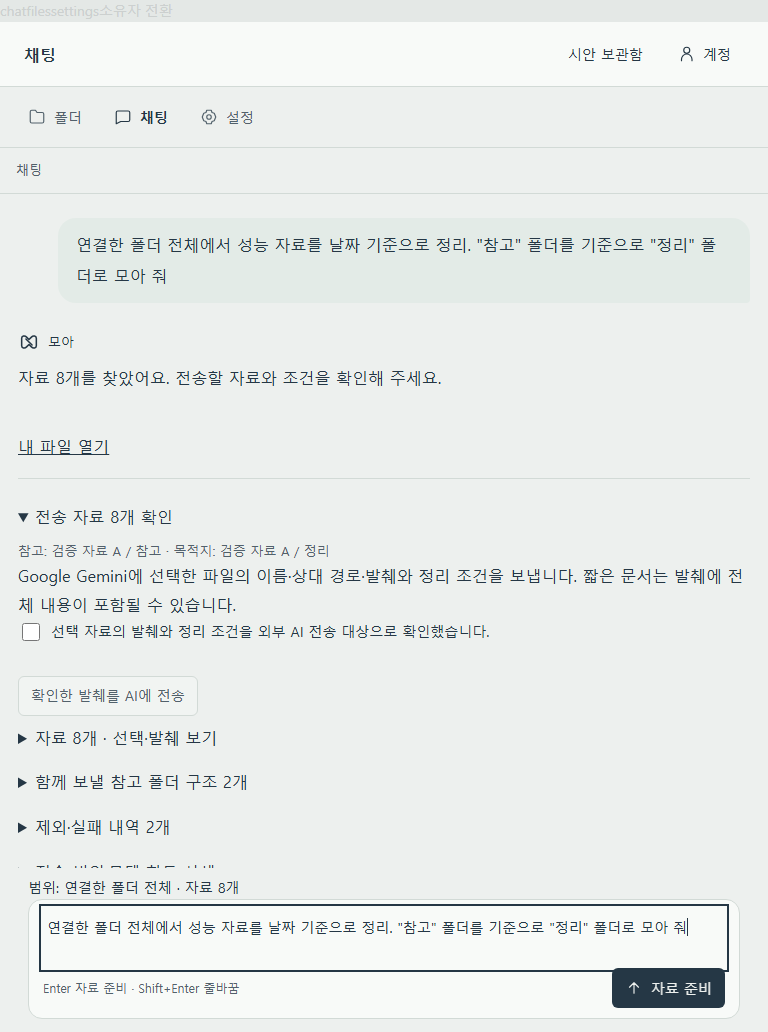 chatfilessettings소유자 전환
채팅
시안 보관함
계정
폴더
채팅
설정
채팅
연결한 폴더 전체에서 성능 자료를 날짜 기준으로 정리. "참고" 폴더를 기준으로 "정리" 폴
더로 모아 줘
모아
자료 8개를 찾았어요. 전송할 자료와 조건을 확인해 주세요.
내 파일 열기
▼ 전송 자료 8개 확인
참고: 검증 자료 A / 참고 · 목적지: 검증 자료 A / 정리
Google Gemini에 선택한 파일의 이름·상대 경로·발췌와 정리 조건을 보냅니다. 짧은 문서는 발췌에 전
체 내용이 포함될 수 있습니다.
선택 자료의 발췌와 정리 조건을 외부 AI 전송 대상으로 확인했습니다.
확인한 발췌를 AI에 전송
▶ 자료 8개 · 선택·발췌 보기
▶ 함께 보낼 참고 폴더 구조 2개
▶ 제외·실패 내역 2개
범위: 연결한 폴더 전체 · 자료 8개
연결한 폴더 전체에서 성능 자료를 날짜 기준으로 정리. "참고" 폴더를 기준으로 "정리" 폴더로 모아 줘
Enter 자료 준비 · Shift+Enter 줄바꿈
↑ 자료 준비